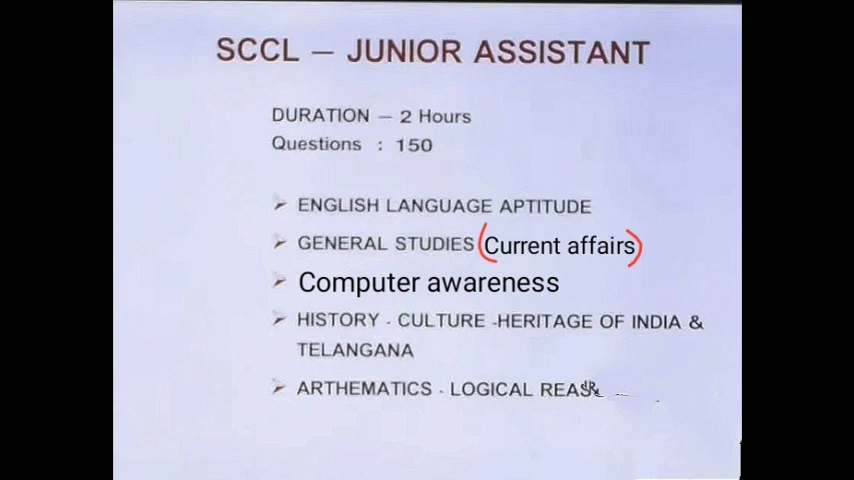 SCCL – JUNIOR ASSISTANT
DURATION – 2 Hours
Questions : 150
➢ ENGLISH LANGUAGE APTITUDE
➢ GENERAL STUDIES (Current affairs)
➢ Computer awareness
➢ HISTORY - CULTURE -HERITAGE OF INDIA &
TELANGANA
➢ ARTHEMATICS - LOGICAL